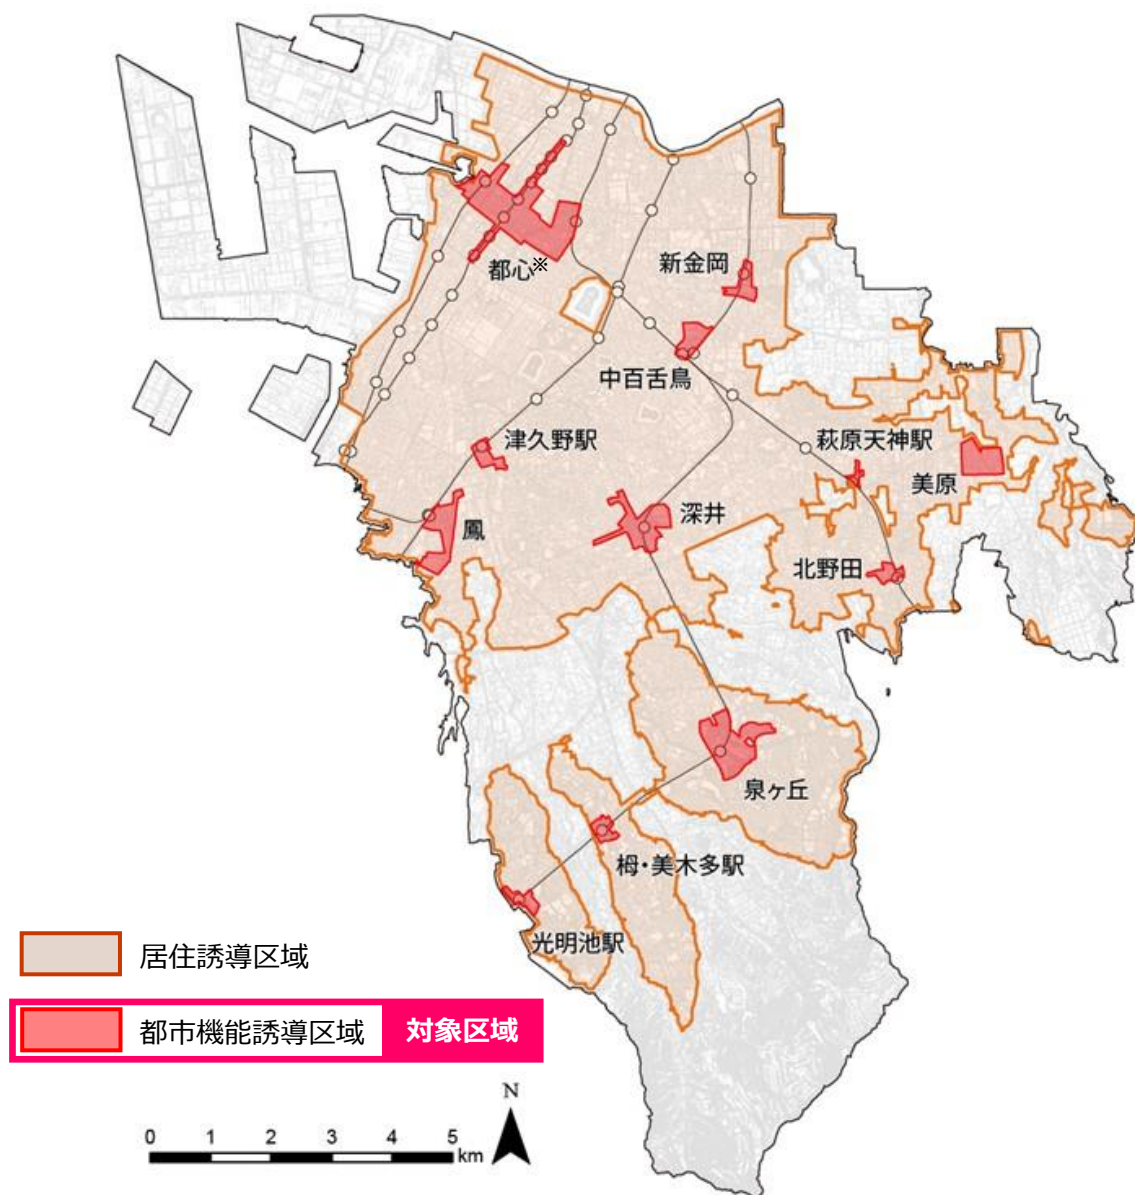 都心※
新金岡
中百舌鳥
津久野駅
萩原天神駅
美原
鳳
深井
北野田
泉ヶ丘
栂・美木多駅
光明池駅
居住誘導区域
都市機能誘導区域 対象区域
N
0 1 2 3 4 5
km